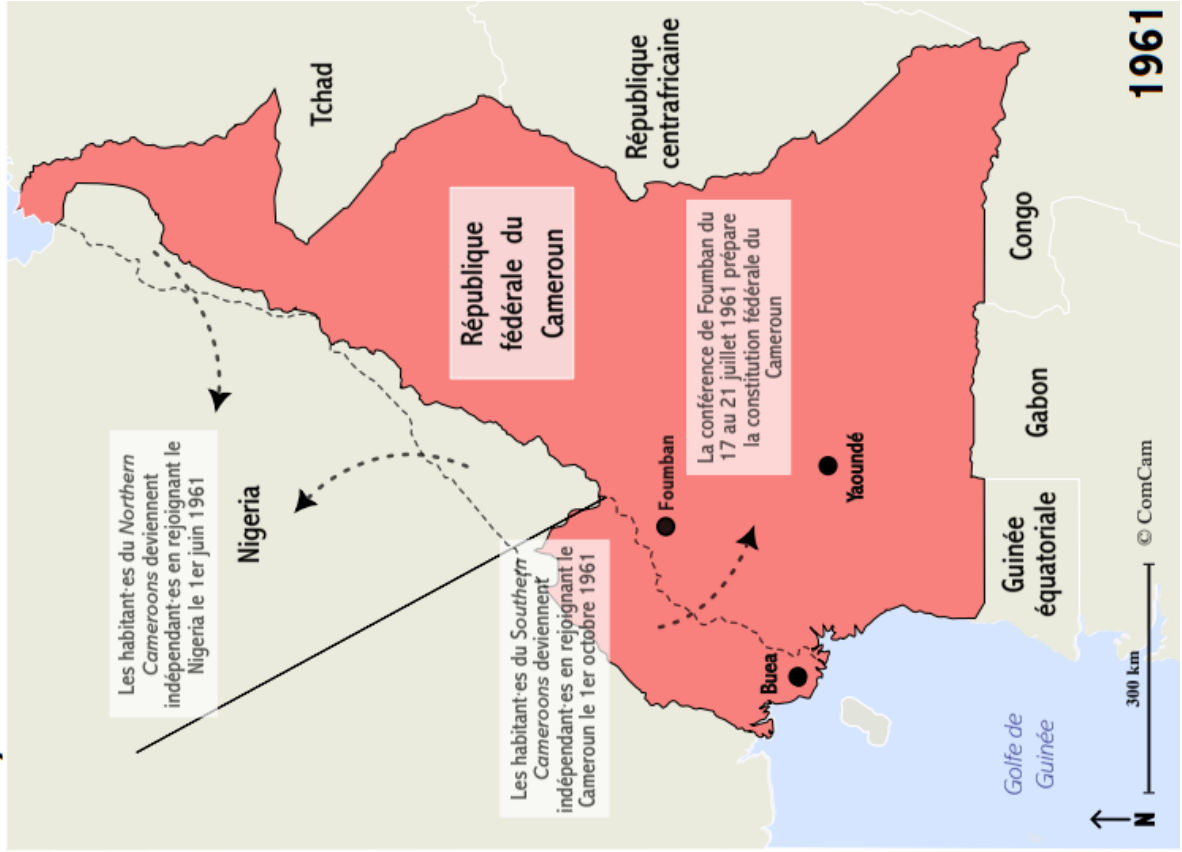 Tchad
Les habitant·es du Northern
Cameroons deviennent
indépendant·es en rejoignant le
Nigeria le 1er juin 1961
Nigeria
République
fédérale du
Cameroun
République
centrafricaine
Les habitant·es du Southern
Cameroons deviennent
indépendant·es en rejoignant le
Cameroun le 1er octobre 1961
Foumban
La conférence de Foumban du
17 au 21 juillet 1961 prépare
la constitution fédérale du
Cameroun
Buea
Yaoundé
Golfe de
Guinée
Guinée
équatoriale
Gabon
Congo
N
300 km
© ComCam
1961